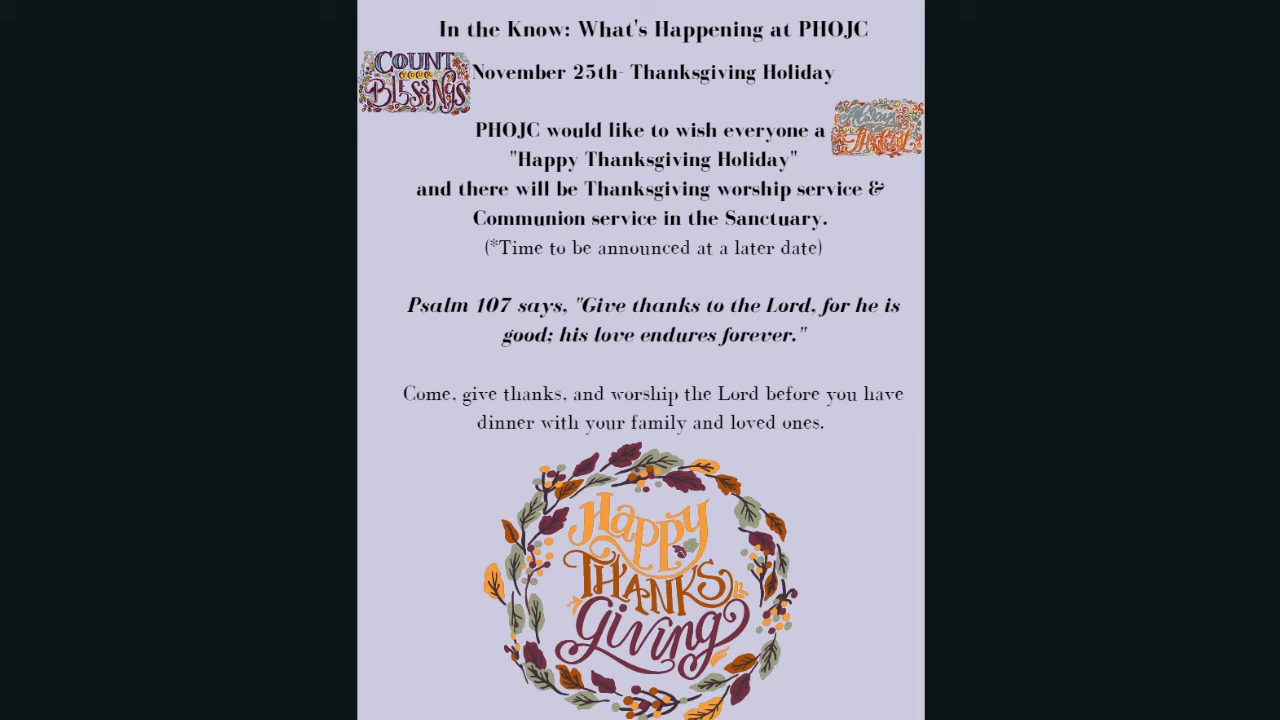 In the Know: What's Happening at PHOJC
COUNT
YOUR
BLESSINGS
November 25th- Thanksgiving Holiday
Always
Thankful
PHOJC would like to wish everyone a
"Happy Thanksgiving Holiday"
and there will be Thanksgiving worship service &
Communion service in the Sanctuary.
(*Time to be announced at a later date)
Psalm 107 says, "Give thanks to the Lord, for he is
good; his love endures forever."
Come, give thanks, and worship the Lord before you have
dinner with your family and loved ones.
Happy
THANKS
Giving